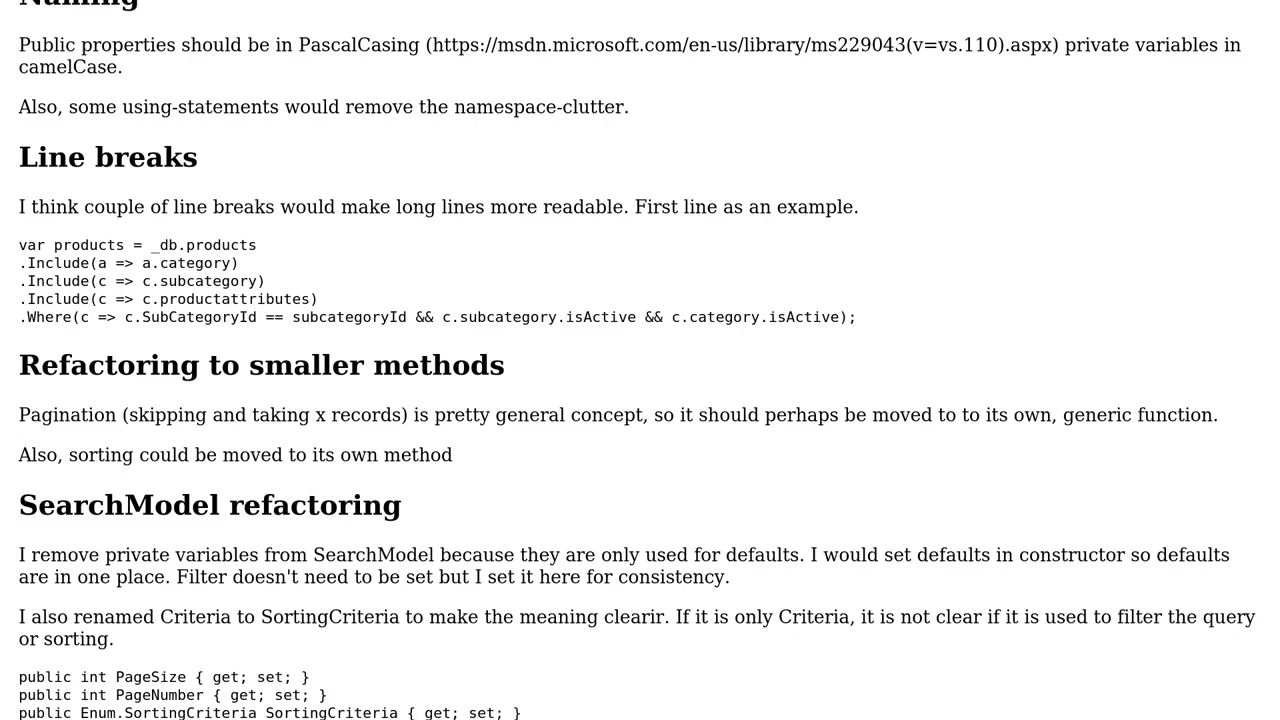 Naming
Public properties should be in PascalCasing (https://msdn.microsoft.com/en-us/library/ms229043(v=vs.110).aspx) private variables in
camelCase.
Also, some using-statements would remove the namespace-clutter.
Line breaks
I think couple of line breaks would make long lines more readable. First line as an example.
var products = _db.products
.Include(a => a.category)
.Include(c => c.subcategory)
.Include(c => c.productattributes)
.Where(c => c.SubCategoryId == subcategoryId && c.subcategory.isActive && c.category.isActive);
Refactoring to smaller methods
Pagination (skipping and taking x records) is pretty general concept, so it should perhaps be moved to to its own, generic function.
Also, sorting could be moved to its own method
SearchModel refactoring
I remove private variables from SearchModel because they are only used for defaults. I would set defaults in constructor so defaults
are in one place. Filter doesn't need to be set but I set it here for consistency.
I also renamed Criteria to SortingCriteria to make the meaning clearir. If it is only Criteria, it is not clear if it is used to filter the query
or sorting.
public int PageSize { get; set; }
public int PageNumber { get; set; }
public Enum.SortingCriteria SortingCriteria { get; set; }